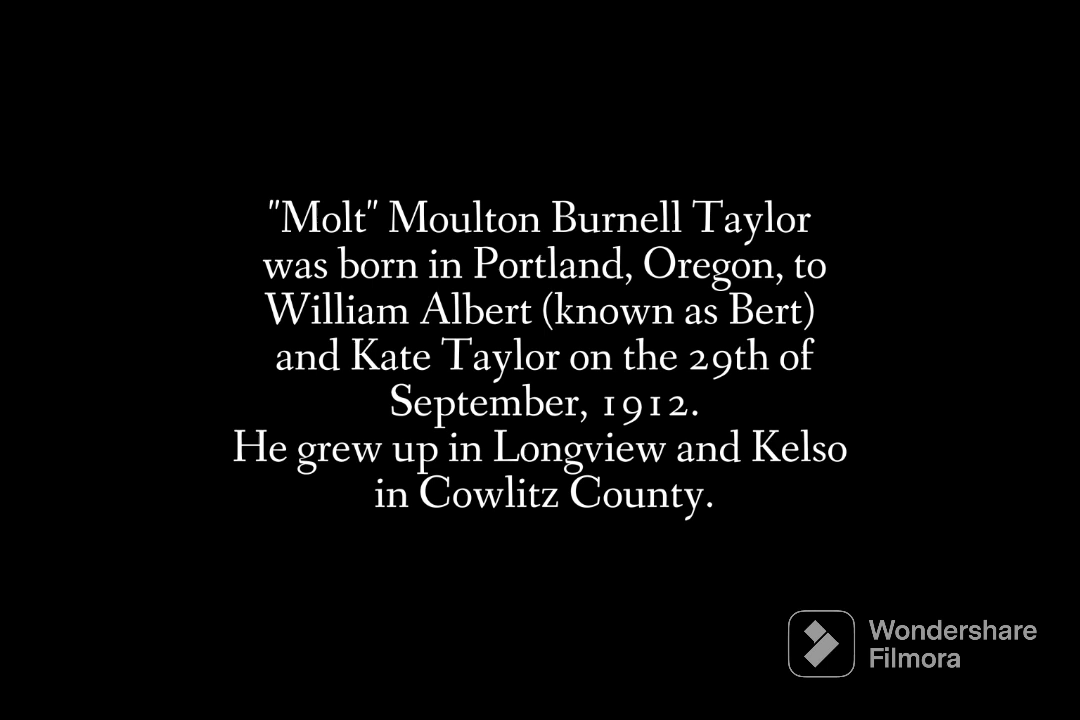 "Molt" Moulton Burnell Taylor
was born in Portland, Oregon, to
William Albert (known as Bert)
and Kate Taylor on the 29th of
September, 1912.
He grew up in Longview and Kelso
in Cowlitz County.
Wondershare
Filmora